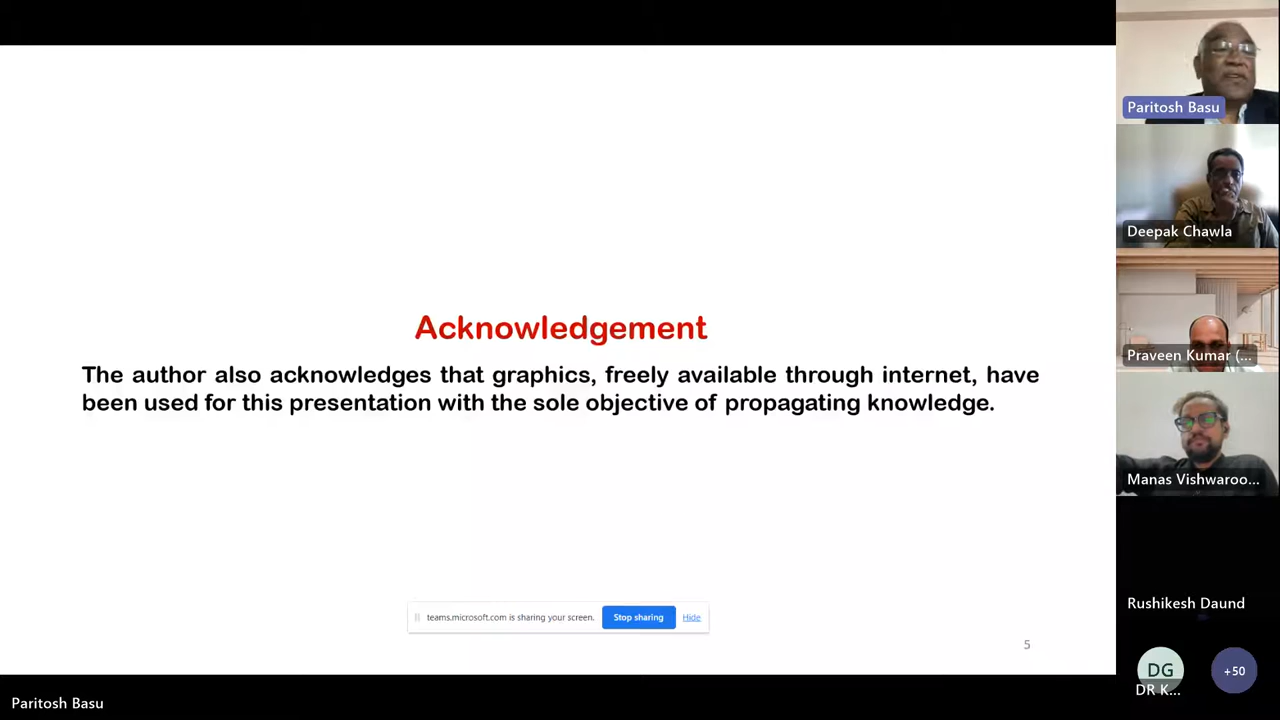 Acknowledgement
The author also acknowledges that graphics, freely available through internet, have
been used for this presentation with the sole objective of propagating knowledge.
teams.microsoft.com is sharing your screen. Stop sharing Hide
5
Paritosh Basu
Paritosh Basu
Deepak Chawla
Praveen Kumar (...
Manas Vishwaroo...
Rushikesh Daund
DG
DR K...
+50